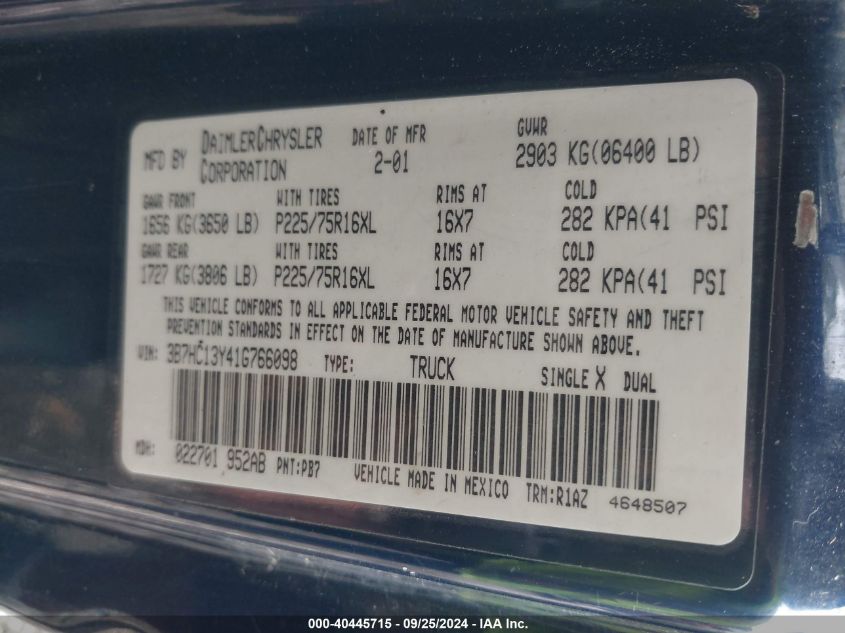 MFD BY DAIMLERCHRYSLER CORPORATION DATE OF MFR 2-01 GVWR 2903 KG(06400 LB)
GAWR FRONT WITH TIRES RIMS AT COLD
1656 KG(3650 LB) P225/75R16XL 16X7 282 KPA(41 PSI
GAWR REAR WITH TIRES RIMS AT COLD
1727 KG(3806 LB) P225/75R16XL 16X7 282 KPA(41 PSI
THIS VEHICLE CONFORMS TO ALL APPLICABLE FEDERAL MOTOR VEHICLE SAFETY AND THEFT
PREVENTION STANDARDS IN EFFECT ON THE DATE OF MANUFACTURE SHOWN ABOVE.
VIN: 3B7HC13Y41G766098 TYPE: TRUCK SINGLE X DUAL
MDH: 022701 952AB PNT:PB7 VEHICLE MADE IN MEXICO TRM:R1AZ 4648507
000-40445715 - 09/25/2024 - IAA Inc.